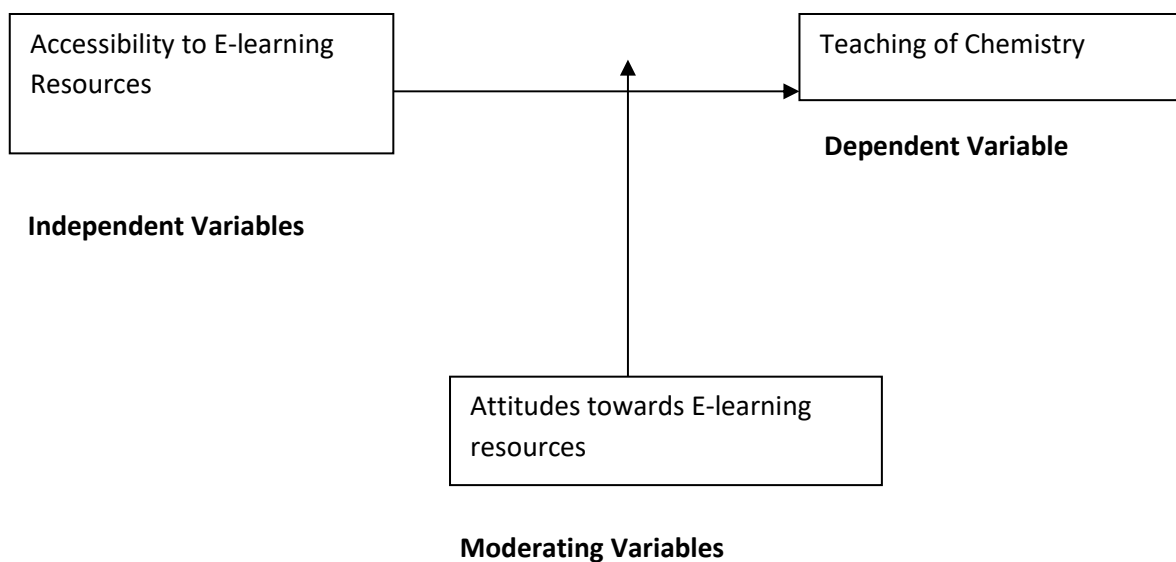 Accessibility to E-learning
Resources
Teaching of Chemistry
Dependent Variable
Independent Variables
Attitudes towards E-learning
resources
Moderating Variables